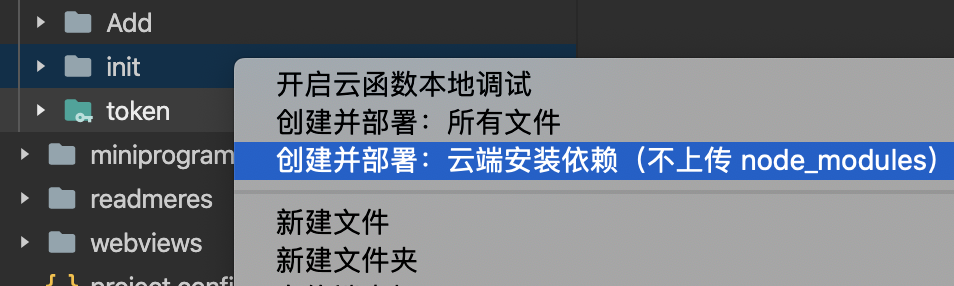 Add
init
token
miniprogram
readmeres
webviews
开启云函数本地调试
创建并部署：所有文件
创建并部署：云端安装依赖（不上传 node_modules）
新建文件
新建文件夹